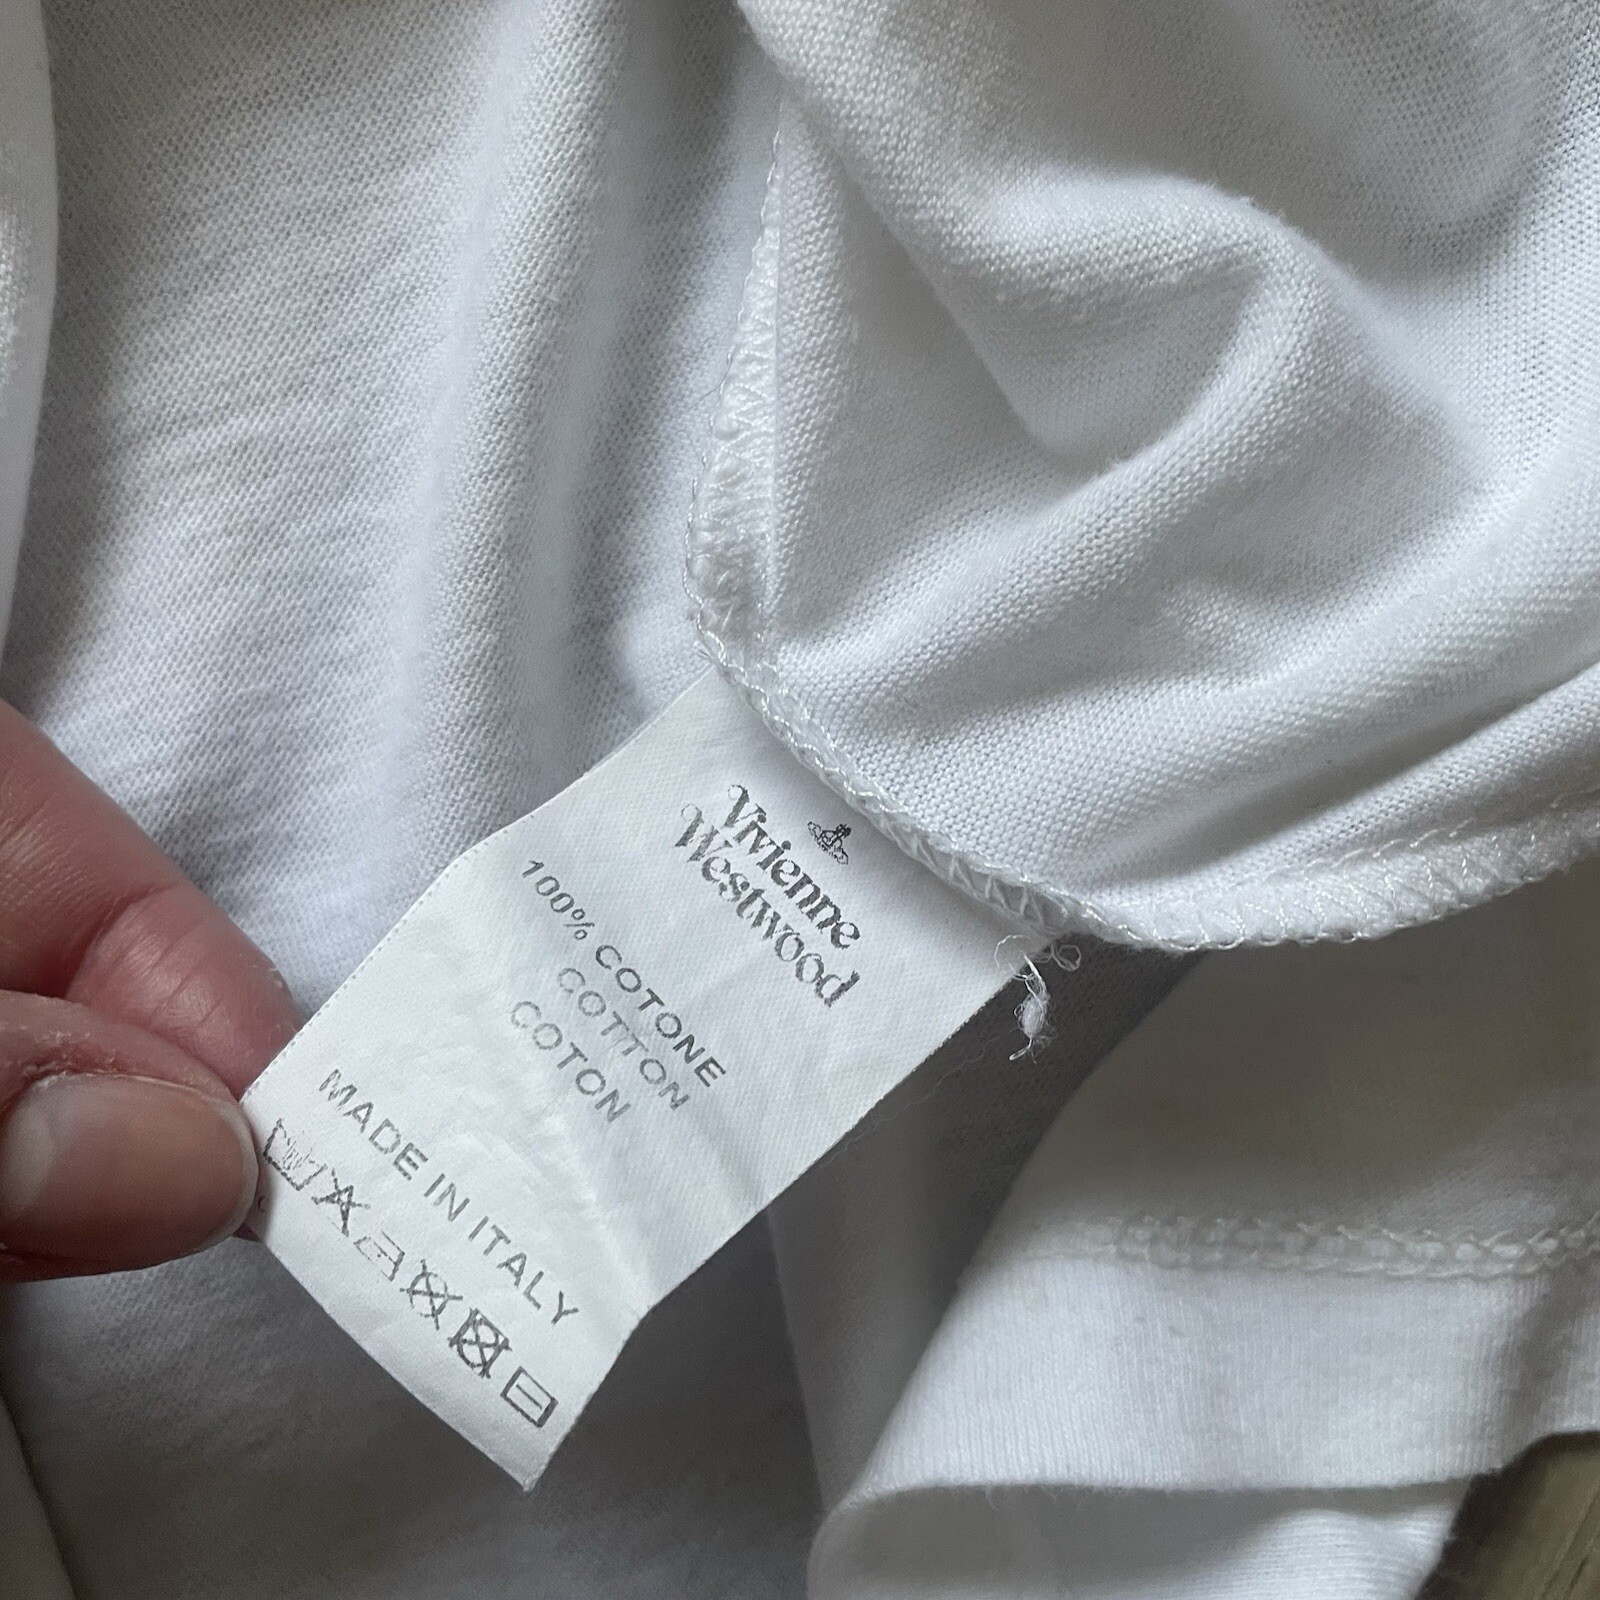 Vivienne
Westwood
100% COTONE
COTTON
COTON
MADE IN ITALY